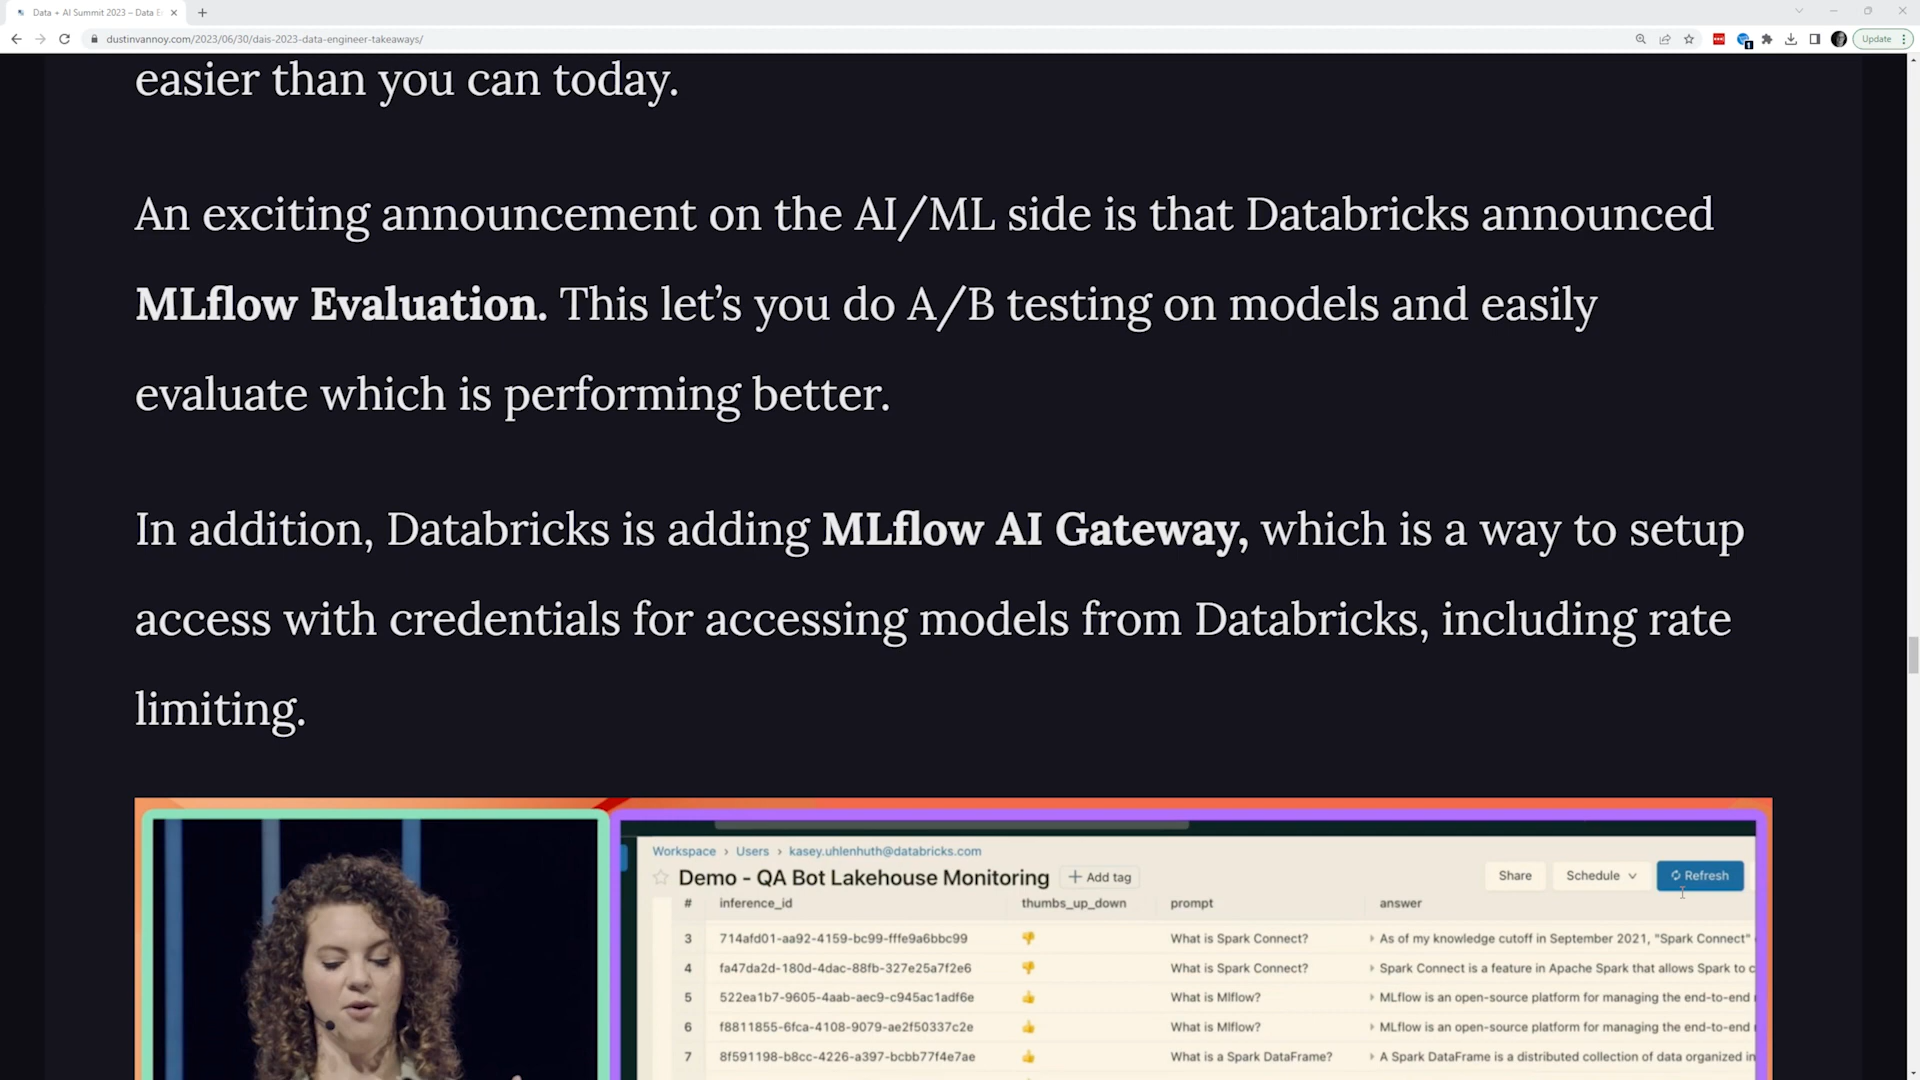 Data + AI Summit 2023 – Data E
dustinvannoy.com/2023/06/30/dais-2023-data-engineer-takeaways/
Update
easier than you can today.
An exciting announcement on the AI/ML side is that Databricks announced
MLflow Evaluation. This let’s you do A/B testing on models and easily
evaluate which is performing better.
In addition, Databricks is adding MLflow AI Gateway, which is a way to setup
access with credentials for accessing models from Databricks, including rate
limiting.
Workspace › Users › kasey.uhlenhuth@databricks.com
Demo - QA Bot Lakehouse Monitoring + Add tag Share Schedule Refresh
# inference_id thumbs_up_down prompt answer
3 714afd01-aa92-4159-bc99-fffe9a6bbc99 👎 What is Spark Connect? As of my knowledge cutoff in September 2021, "Spark Connect"
4 fa47da2d-180d-4dac-88fb-327e25a7f2e6 👎 What is Spark Connect? Spark Connect is a feature in Apache Spark that allows Spark to c
5 522ea1b7-9605-4aab-aec9-c945ac1adf6e 👍 What is Mlflow? MLflow is an open-source platform for managing the end-to-end
6 f8811855-6fca-4108-9079-ae2f50337c2e 👍 What is Mlflow? MLflow is an open-source platform for managing the end-to-end
7 8f591198-b8cc-4226-a397-bcbb77f4e7ae 👍 What is a Spark DataFrame? A Spark DataFrame is a distributed collection of data organized in